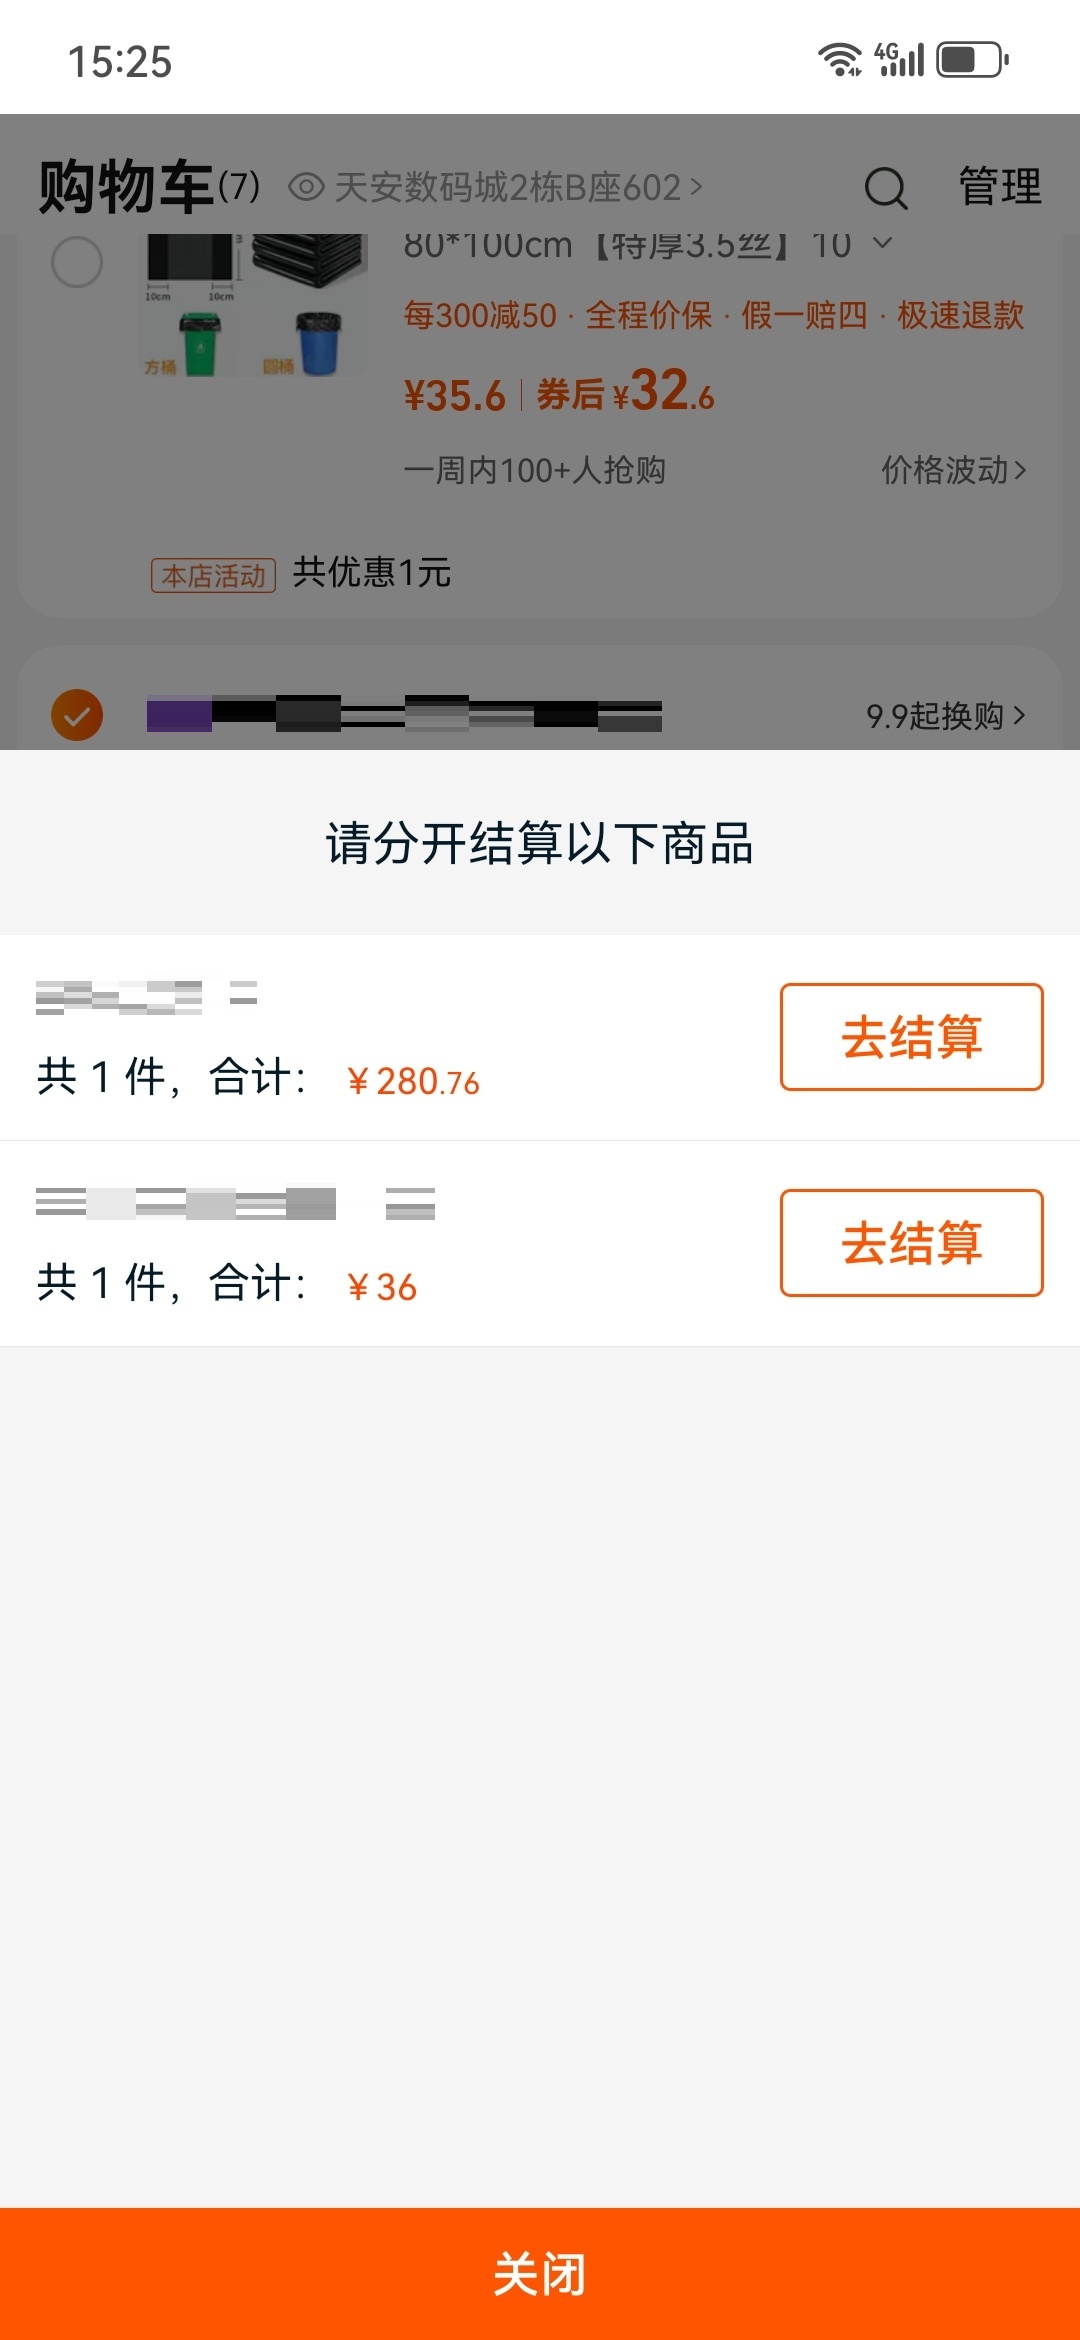 15:25
4G
购物车(7) 天安数码城2栋B座602
管理
80*100cm【特厚3.5丝】10
10cm 10cm
方桶 圆桶
每300减50 · 全程价保 · 假一赔四 · 极速退款
¥35.6 券后 ¥32.6
一周内100+人抢购
价格波动
本店活动 共优惠1元
9.9起换购
请分开结算以下商品
共 1 件，合计： ￥280.76
去结算
共 1 件，合计： ￥36
去结算
关闭